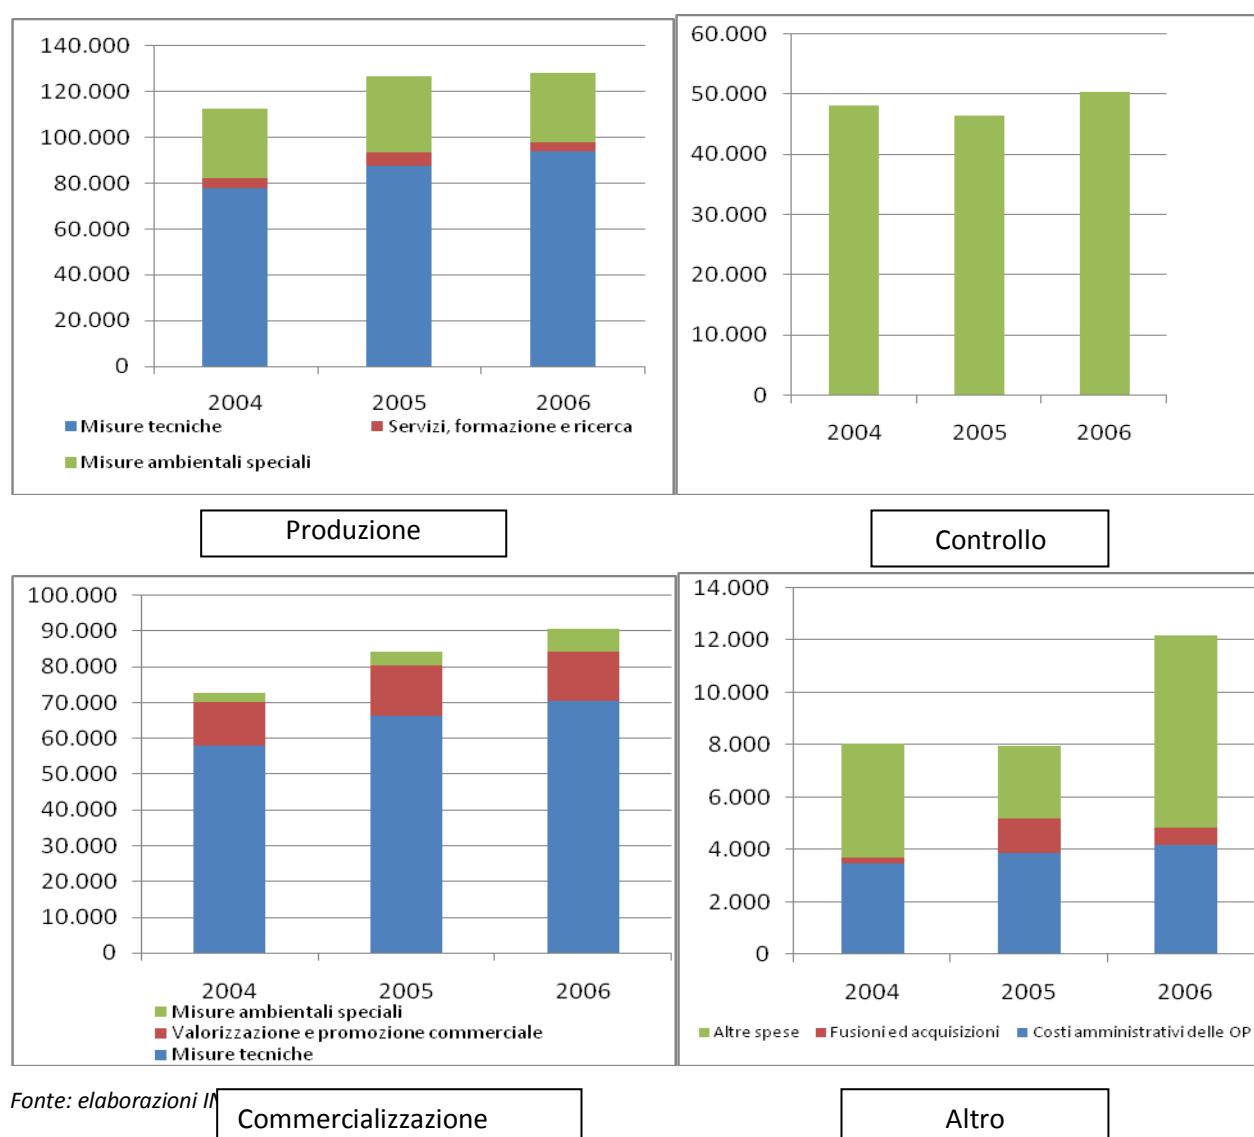 140.000
120.000
100.000
80.000
60.000
40.000
20.000
0
2004 2005 2006
Misure tecniche Servizi, formazione e ricerca
Misure ambientali speciali
Produzione
60.000
50.000
40.000
30.000
20.000
10.000
0
2004 2005 2006
Controllo
100.000
90.000
80.000
70.000
60.000
50.000
40.000
30.000
20.000
10.000
0
2004 2005 2006
Misure ambientali speciali
Valorizzazione e promozione commerciale
Misure tecniche
14.000
12.000
10.000
8.000
6.000
4.000
2.000
0
2004 2005 2006
Altre spese Fusioni ed acquisizioni Costi amministrativi delle OP
Fonte: elaborazioni
Commercializzazione
Altro